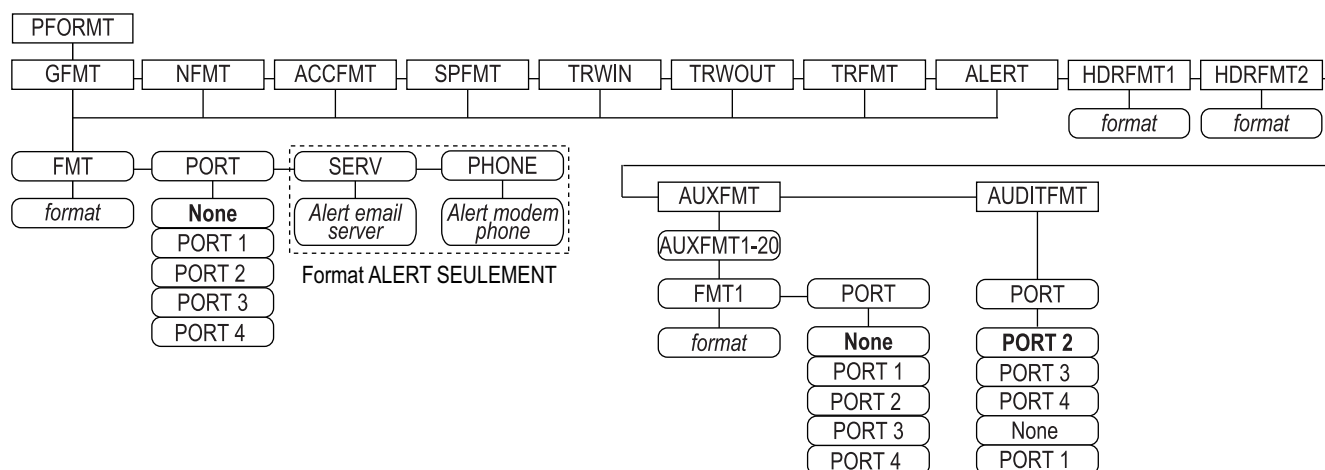 PFORMT
GFMT NFMT ACCFMT SPFMT TRWIN TRWOUT TRFMT ALERT HDRFMT1 HDRFMT2
format format
FMT PORT SERV PHONE
format
None
PORT 1
PORT 2
PORT 3
PORT 4
Alert email
server
Alert modem
phone
Format ALERT SEULEMENT
AUXFMT AUDITFMT
AUXFMT1-20
FMT1 PORT PORT
format
None
PORT 1
PORT 2
PORT 3
PORT 4
PORT 2
PORT 3
PORT 4
None
PORT 1